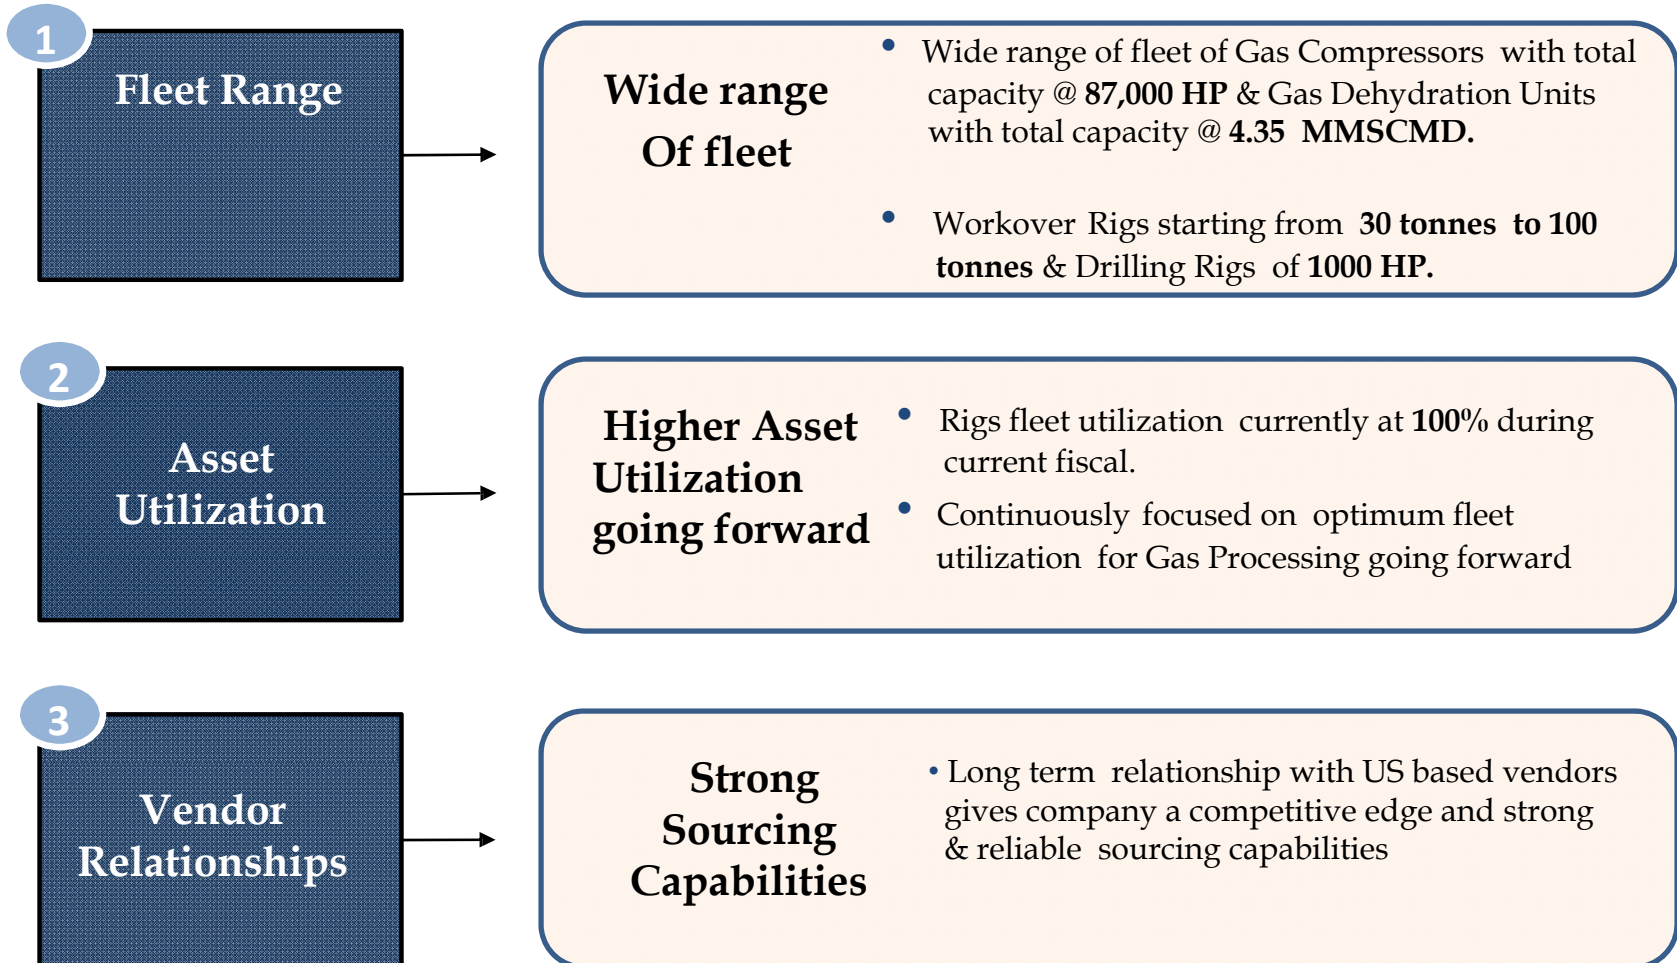 1
Fleet Range
Wide range
Of fleet
• Wide range of fleet of Gas Compressors with total
capacity @ 87,000 HP & Gas Dehydration Units
with total capacity @ 4.35 MMSCMD.
• Workover Rigs starting from 30 tonnes to 100
tonnes & Drilling Rigs of 1000 HP.
2
Asset
Utilization
Higher Asset
Utilization
going forward
• Rigs fleet utilization currently at 100% during
current fiscal.
• Continuously focused on optimum fleet
utilization for Gas Processing going forward
3
Vendor
Relationships
Strong
Sourcing
Capabilities
• Long term relationship with US based vendors
gives company a competitive edge and strong
& reliable sourcing capabilities